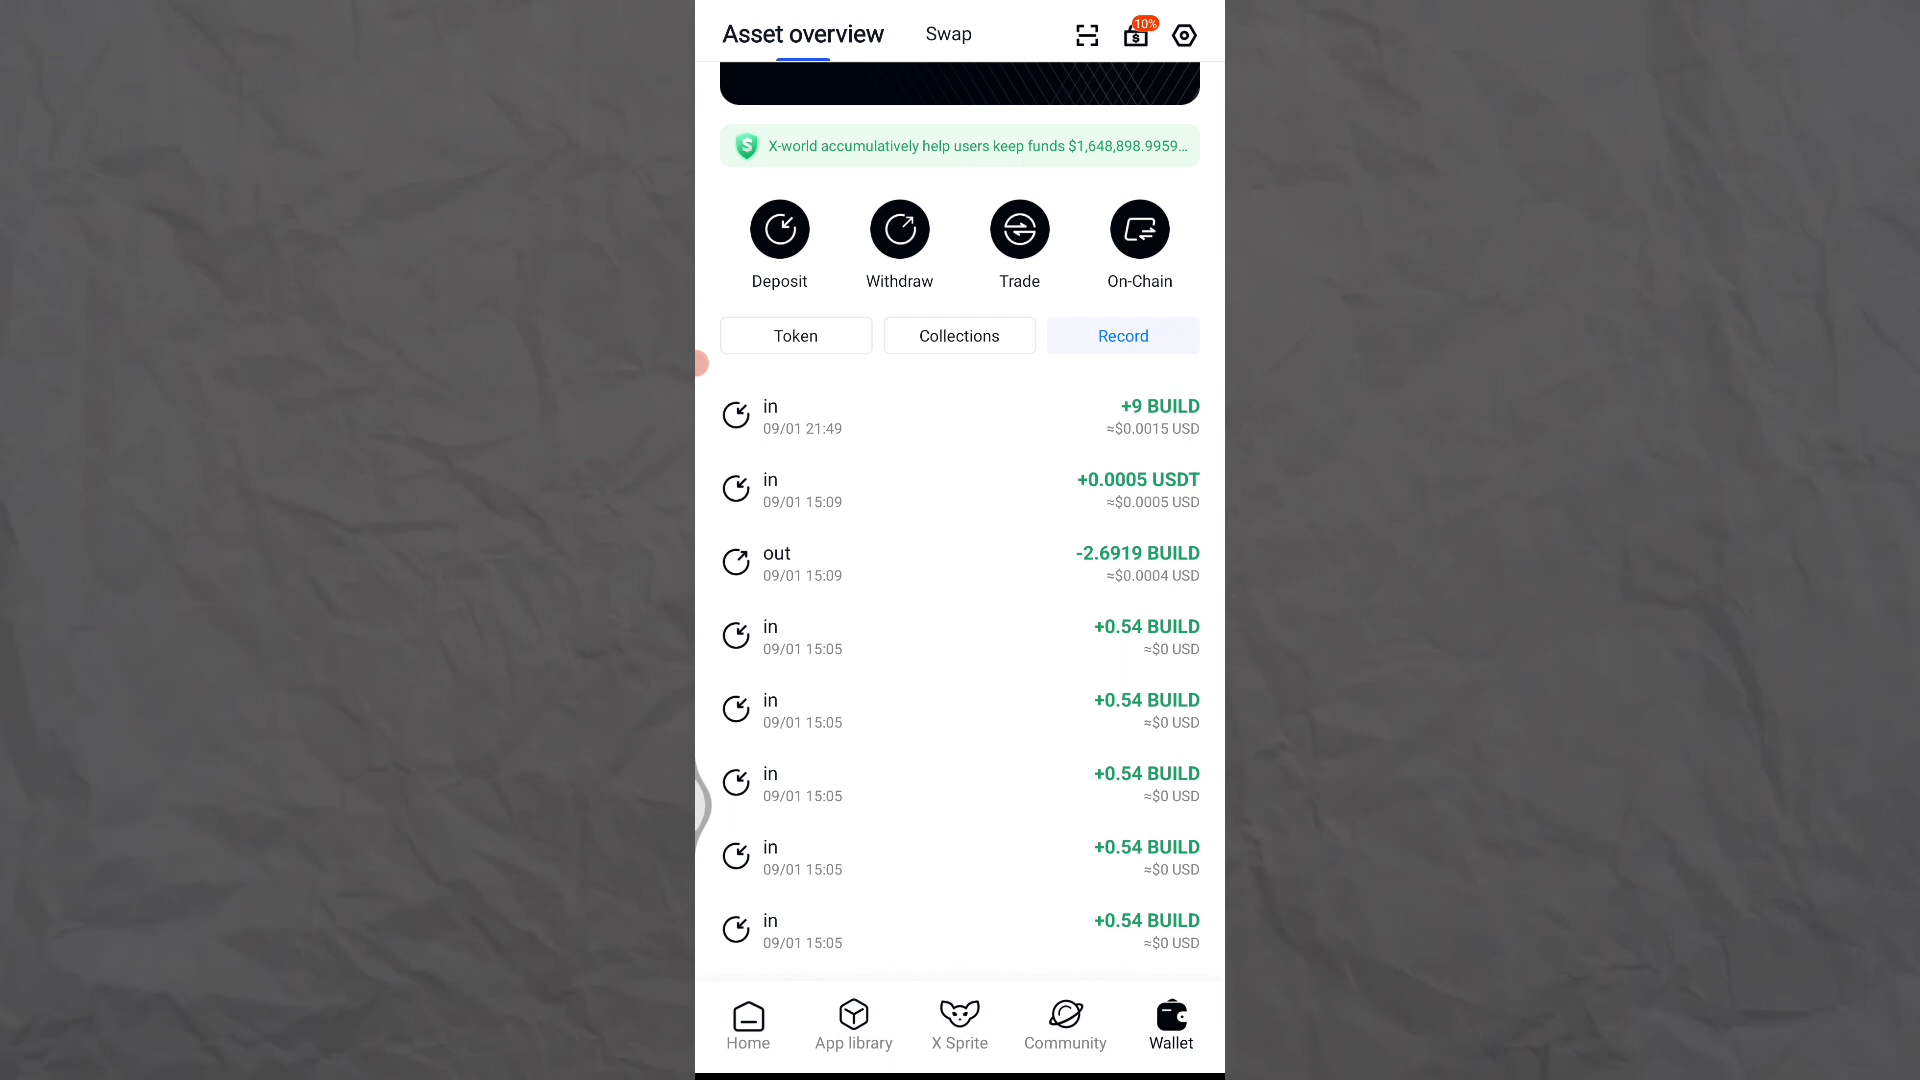 Asset overview
Swap
10%
X-world accumulatively help users keep funds $1,648,898.9959...
Deposit
Withdraw
Trade
On-Chain
Token
Collections
Record
in
+9 BUILD
09/01 21:49
≈$0.0015 USD
in
+0.0005 USDT
09/01 15:09
≈$0.0005 USD
out
-2.6919 BUILD
09/01 15:09
≈$0.0004 USD
in
+0.54 BUILD
09/01 15:05
≈$0 USD
in
+0.54 BUILD
09/01 15:05
≈$0 USD
in
+0.54 BUILD
09/01 15:05
≈$0 USD
in
+0.54 BUILD
09/01 15:05
≈$0 USD
in
+0.54 BUILD
09/01 15:05
≈$0 USD
Home
App library
X Sprite
Community
Wallet